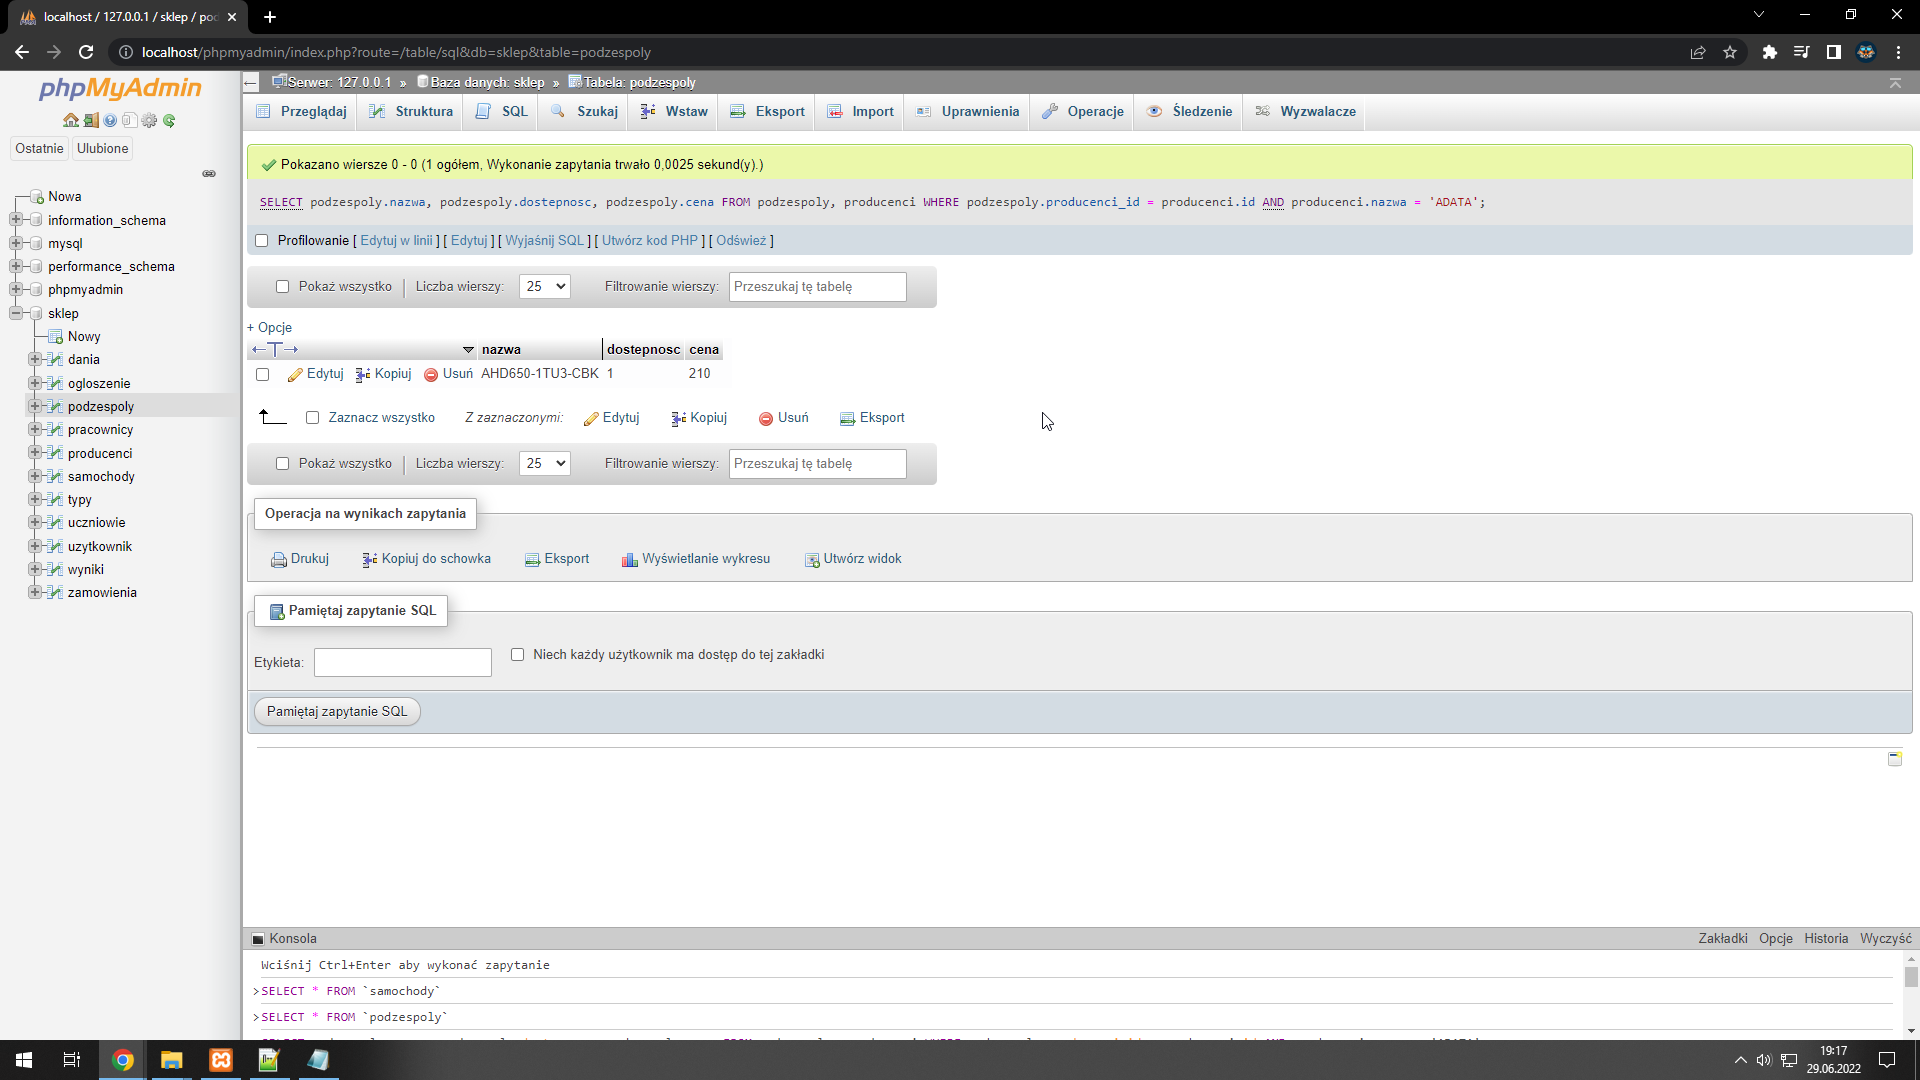 localhost / 127.0.0.1 / sklep / pod
localhost/phpmyadmin/index.php?route=/table/sql&db=sklep&table=podzespoly
phpMyAdmin
Ostatnie Ulubione
Nowa
information_schema
mysql
performance_schema
phpmyadmin
sklep
Nowy
dania
ogloszenie
podzespoly
pracownicy
producenci
samochody
typy
uczniowie
uzytkownik
wyniki
zamowienia
Serwer: 127.0.0.1 » Baza danych: sklep » Tabela: podzespoly
Przeglądaj Struktura SQL Szukaj Wstaw Eksport Import Uprawnienia Operacje Śledzenie Wyzwalacze
Pokazano wiersze 0 - 0 (1 ogółem, Wykonanie zapytania trwało 0,0025 sekund(y).)
SELECT podzespoly.nazwa, podzespoly.dostepnosc, podzespoly.cena FROM podzespoly, producenci WHERE podzespoly.producenci_id = producenci.id AND producenci.nazwa = 'ADATA';
Profilowanie [ Edytuj w linii ] [ Edytuj ] [ Wyjaśnij SQL ] [ Utwórz kod PHP ] [ Odśwież ]
Pokaż wszystko | Liczba wierszy: 25 Filtrowanie wierszy: Przeszukaj tę tabelę
+ Opcje
←T→ nazwa dostepnosc cena
Edytuj Kopiuj Usuń AHD650-1TU3-CBK 1 210
Zaznacz wszystko Z zaznaczonymi: Edytuj Kopiuj Usuń Eksport
Pokaż wszystko | Liczba wierszy: 25 Filtrowanie wierszy: Przeszukaj tę tabelę
Operacja na wynikach zapytania
Drukuj Kopiuj do schowka Eksport Wyświetlanie wykresu Utwórz widok
Pamiętaj zapytanie SQL
Etykieta: Niech każdy użytkownik ma dostęp do tej zakładki
Pamiętaj zapytanie SQL
Konsola Zakładki Opcje Historia Wyczyść
Wciśnij Ctrl+Enter aby wykonać zapytanie
>SELECT * FROM `samochody`
>SELECT * FROM `podzespoly`
19:17
29.06.2022